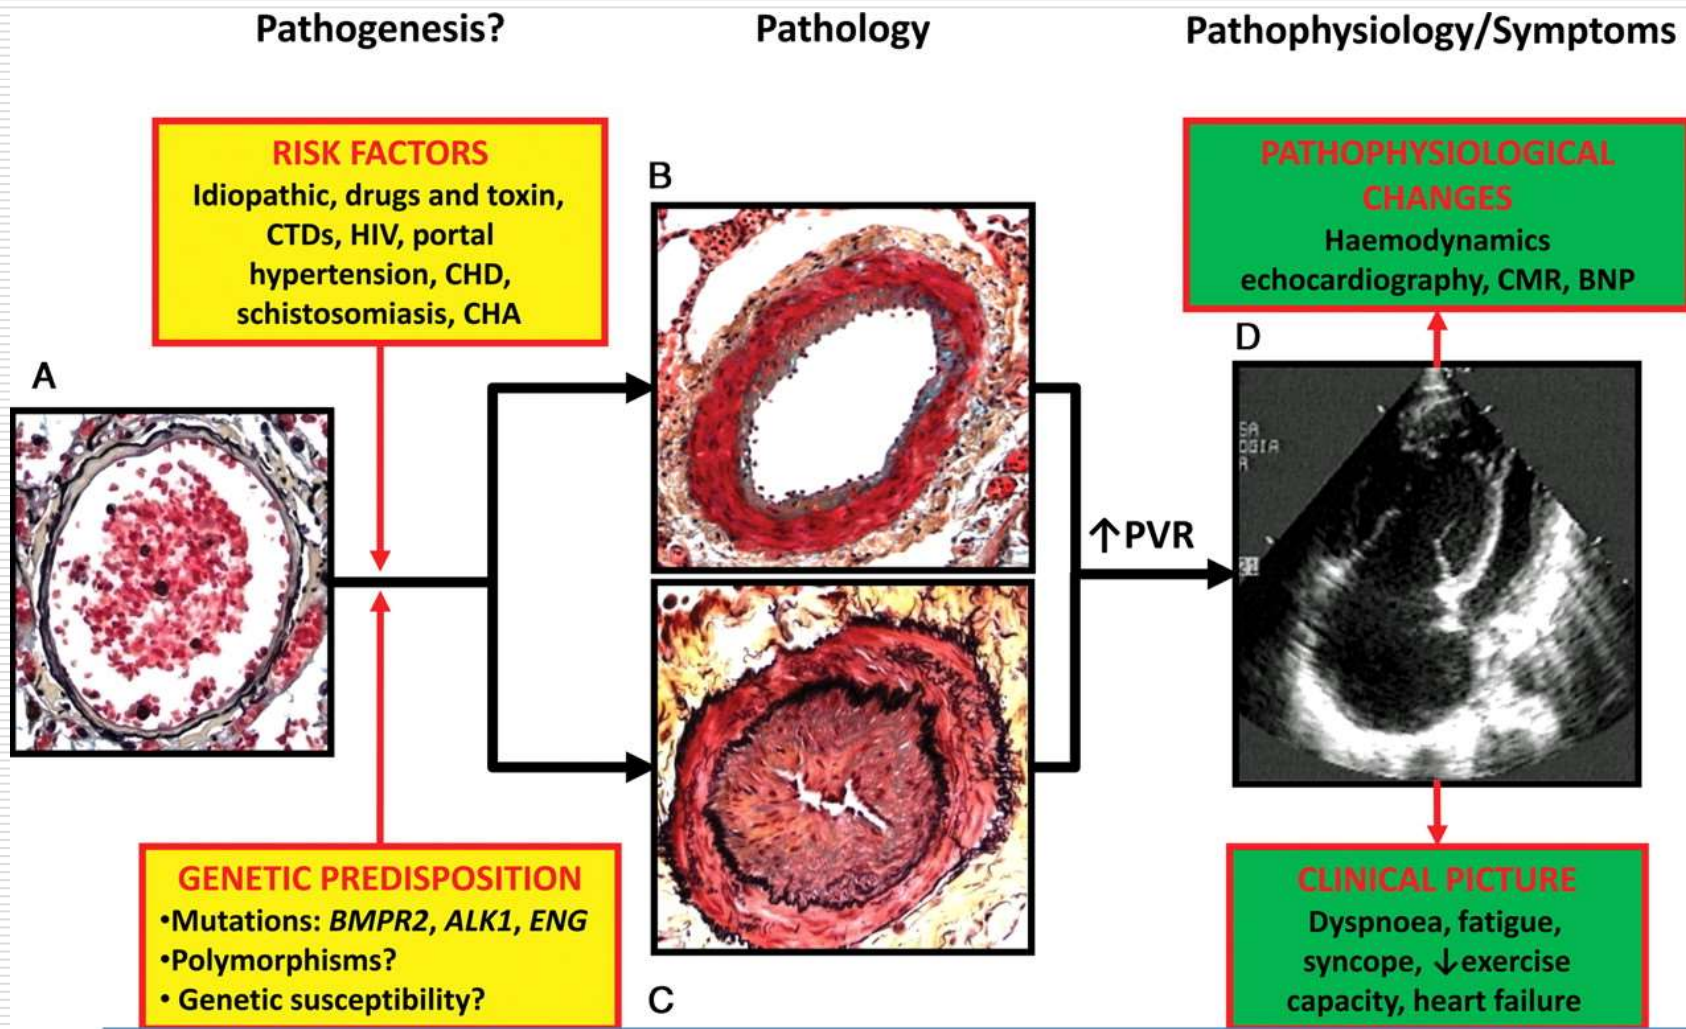 Pathogenesis?
Pathology
Pathophysiology/Symptoms
RISK FACTORS
Idiopathic, drugs and toxin,
CTDs, HIV, portal
hypertension, CHD,
schistosomiasis, CHA
A
GENETIC PREDISPOSITION
•Mutations: BMPR2, ALK1, ENG
•Polymorphisms?
• Genetic susceptibility?
B
C
↑PVR
PATHOPHYSIOLOGICAL
CHANGES
Haemodynamics
echocardiography, CMR, BNP
D
SA
OGIA
A
CLINICAL PICTURE
Dyspnoea, fatigue,
syncope, ↓exercise
capacity, heart failure